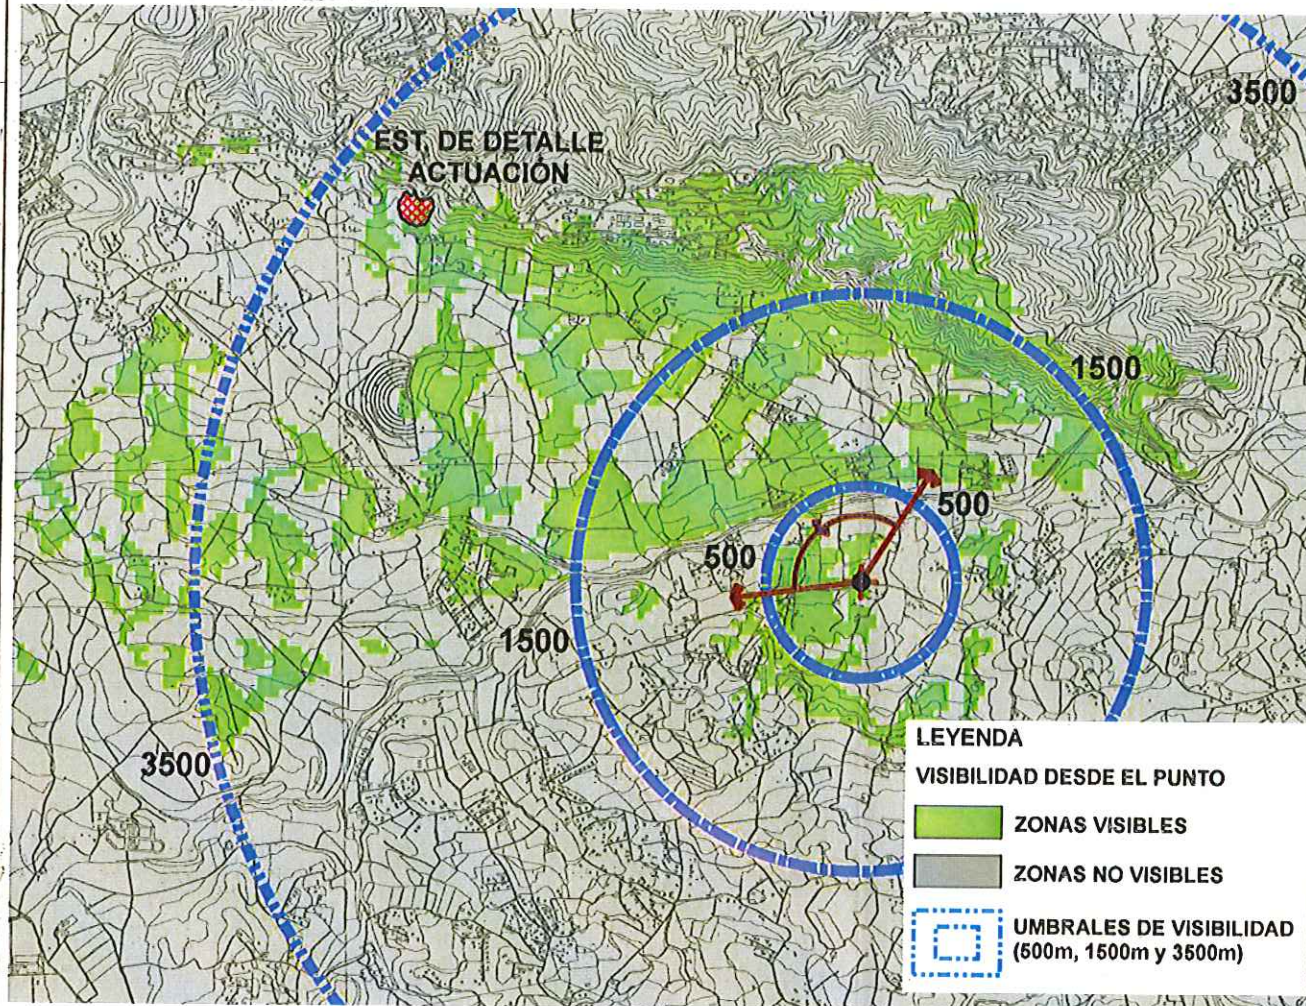 3500
EST. DE DETALLE
ACTUACIÓN
1500
500
500
1500
3500
LEYENDA
VISIBILIDAD DESDE EL PUNTO
ZONAS VISIBLES
ZONAS NO VISIBLES
UMBRALES DE VISIBILIDAD
(500m, 1500m y 3500m)